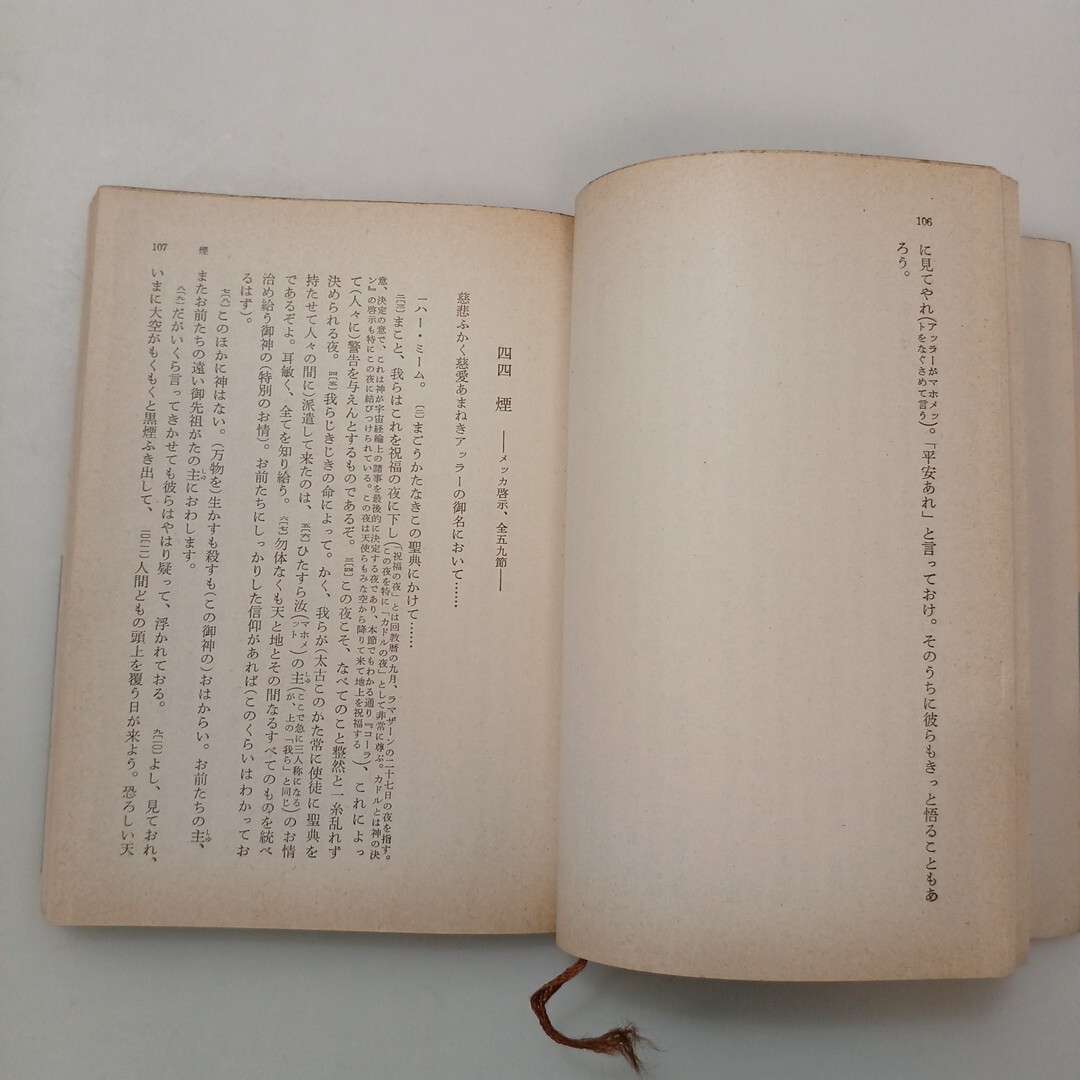 106
に見てやれ(アッラーがマホメットをなぐさめて言う)。「平安あれ」と言っておけ。そのうちに彼らもきっと悟ることもあ
ろう。
四四 煙 ――メッカ啓示、全五九節――
慈悲ふかく慈愛あまねきアッラーの御名において……
一ハー・ミーム。 〔二〕まごうかたなきこの聖典にかけて……
二〔三〕まこと、我らはこれを祝福の夜に下し(「祝福の夜」とは回教暦の九月、ラマザーンの二十七日の夜を指す。この夜を特に「カドルの夜」として非常に尊ぶ。カドルとは神の決
意、決定の意で、これは神が宇宙経綸上の諸事を最後的に決定する夜であり、本節でもわかる通り『コーラン』の啓示も特にこの夜に結びつけられている。この夜は天使らもみな空から降りて来て地上を祝福する)、これによっ
て(人々に)警告を与えんとするものであるぞ。 三〔四〕この夜こそ、なべてのこと整然と一糸乱れず
決められる夜。 四〔五〕我らじきじきの命によって。かく、我らが(太古このかた常に使徒に聖典を
持たせて人々の間に)派遣して来たのは、 五〔六〕ひたすら汝(マホメット)の主(ここで急に三人称になるが、上の「我ら」と同じ)のお情
であるぞよ。耳敏く、全てを知り給う。 六〔七〕勿体なくも天と地とその間なるすべてのものを統べ
治め給う御神の(特別のお情)。お前たちにしっかりした信仰があれば(このくらいはわかってお
るはず)。
七〔八〕このほかに神はない。(万物を)生かすも殺すも(この御神の)おはからい。お前たちの主、
またお前たちの遠い御先祖がたの主におわします。
八〔九〕だがいくら言ってきかせても彼らはやはり疑って、浮かれておる。 九〔一〇〕よし、見ておれ、
いまに大空がもくもくと黒煙ふき出して、 一〇〔一一〕人間どもの頭上を覆う日が来よう。恐ろしい天
煙
107